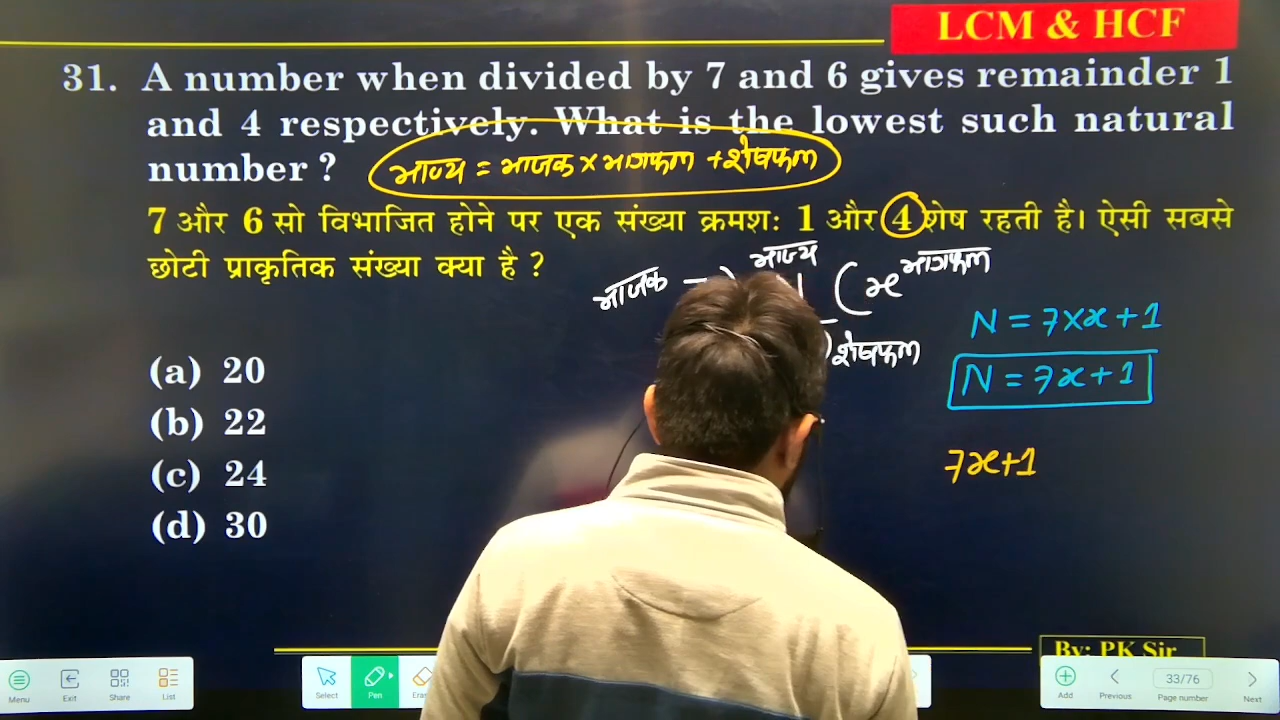 LCM & HCF
31. A number when divided by 7 and 6 gives remainder 1
and 4 respectively. What is the lowest such natural
number ?
भाज्य = भाजक × भागफल + शेषफल
7 और 6 सो विभाजित होने पर एक संख्या क्रमशः 1 और 4 शेष रहती है। ऐसी सबसे
छोटी प्राकृतिक संख्या क्या है ?
भाज्य
भाजक
( x भागफल
शेषफल
N = 7×x+1
N = 7x+1
7x+1
(a) 20
(b) 22
(c) 24
(d) 30
By: PK Sir
Menu Exit Share List
Select Pen
Add Previous 33/76 Page number Next